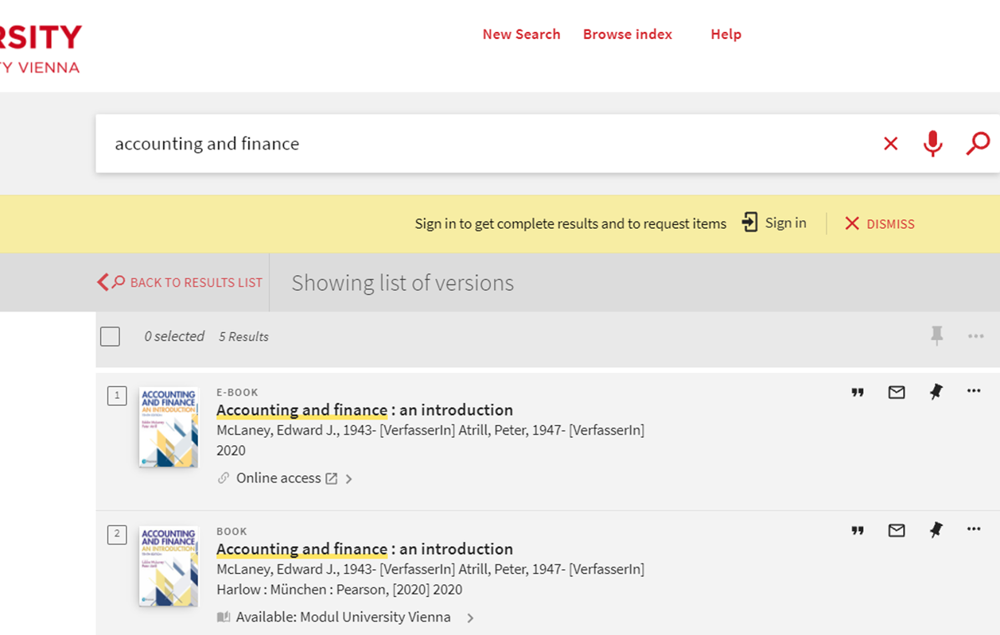 RSITY
TY VIENNA
New Search Browse index Help
accounting and finance
Sign in to get complete results and to request items Sign in DISMISS
BACK TO RESULTS LIST Showing list of versions
0 selected 5 Results
1
ACCOUNTING
AND FINANCE
AN INTRODUCTION
E-BOOK
Accounting and finance : an introduction
McLaney, Edward J., 1943- [VerfasserIn] Atrill, Peter, 1947- [VerfasserIn]
2020
Online access
2
ACCOUNTING
AND FINANCE
AN INTRODUCTION
BOOK
Accounting and finance : an introduction
McLaney, Edward J., 1943- [VerfasserIn] Atrill, Peter, 1947- [VerfasserIn]
Harlow : München : Pearson, [2020] 2020
Available: Modul University Vienna